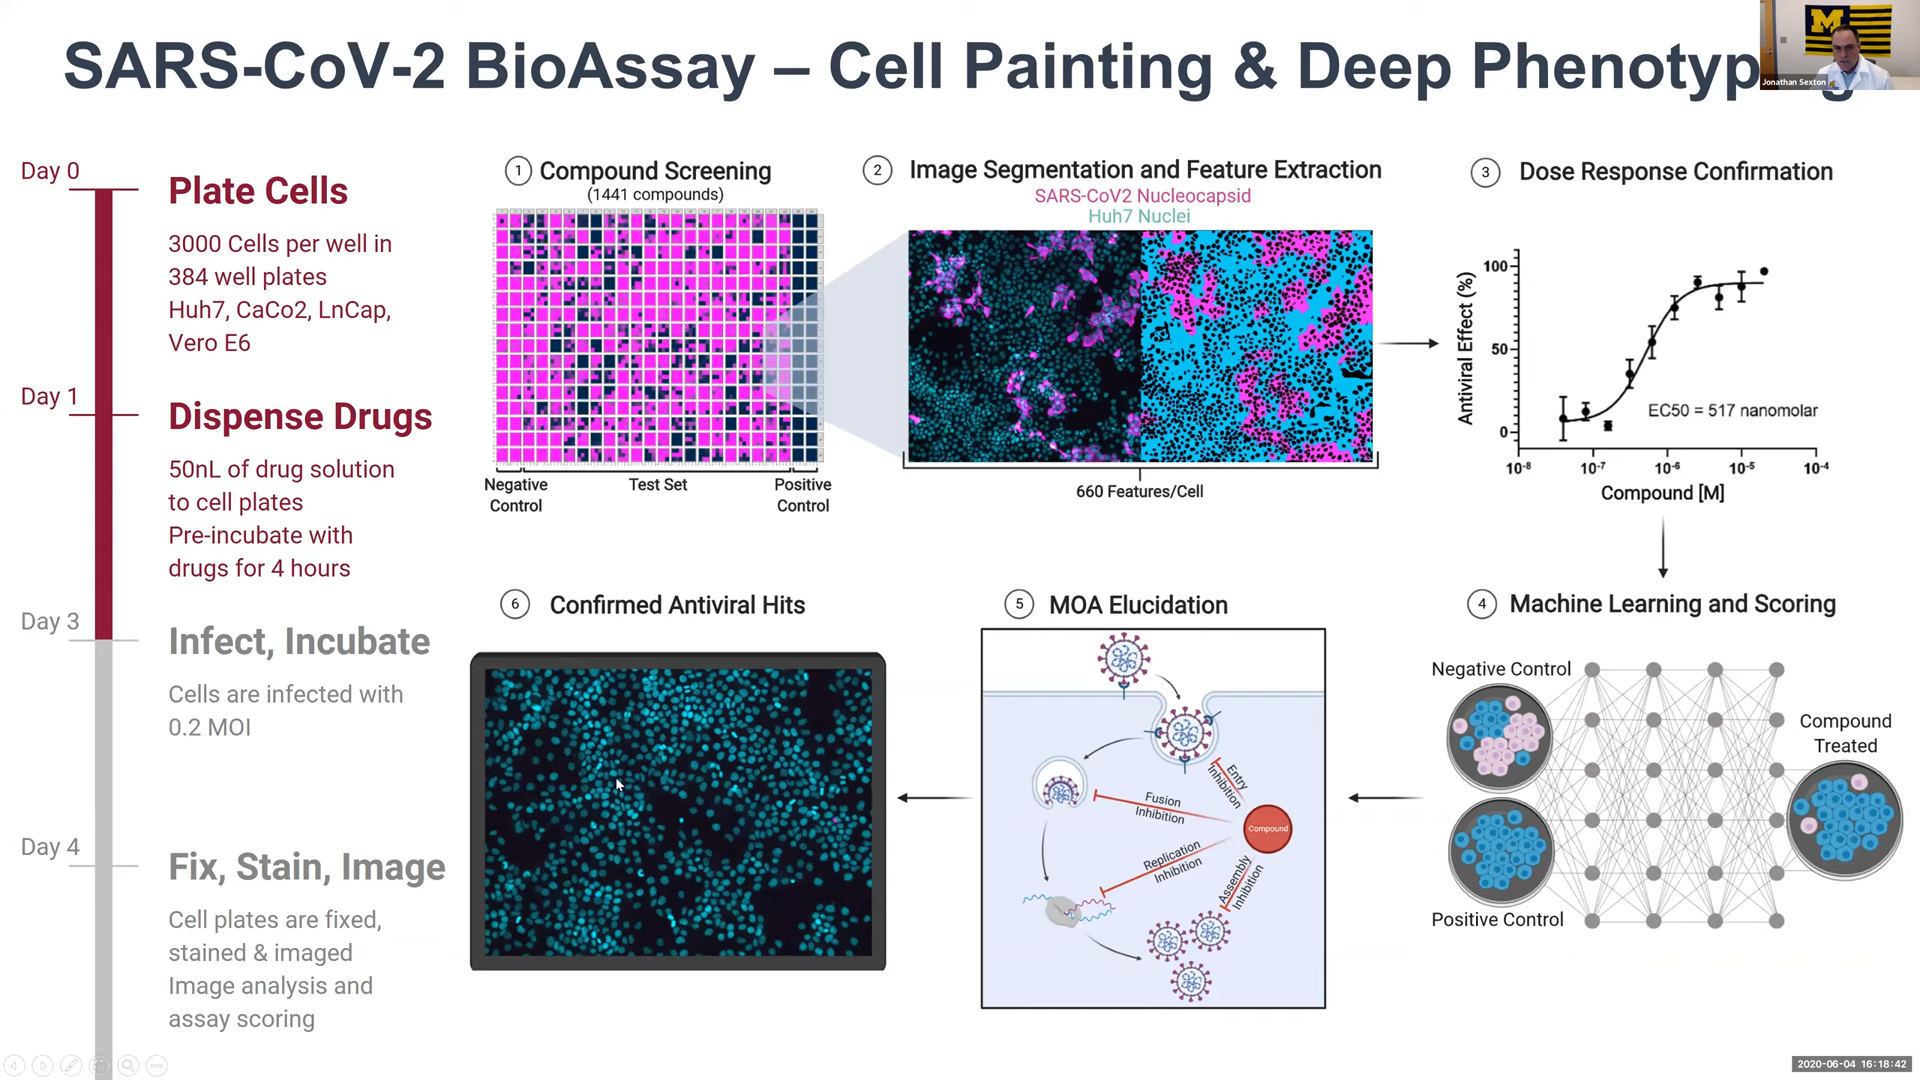 SARS-CoV-2 BioAssay – Cell Painting & Deep Phenotyp
Jonathan Sexton
Day 0
Plate Cells
3000 Cells per well in
384 well plates
Huh7, CaCo2, LnCap,
Vero E6
Day 1
Dispense Drugs
50nL of drug solution
to cell plates
Pre-incubate with
drugs for 4 hours
Day 3
Infect, Incubate
Cells are infected with
0.2 MOI
Day 4
Fix, Stain, Image
Cell plates are fixed,
stained & imaged
Image analysis and
assay scoring
1 Compound Screening
(1441 compounds)
Negative
Control
Test Set
Positive
Control
2 Image Segmentation and Feature Extraction
SARS-CoV2 Nucleocapsid
Huh7 Nuclei
660 Features/Cell
3 Dose Response Confirmation
Antiviral Effect (%)
100
50
0
EC50 = 517 nanomolar
10-8 10-7 10-6 10-5 10-4
Compound [M]
4 Machine Learning and Scoring
Negative Control
Positive Control
Compound
Treated
5 MOA Elucidation
Entry
Inhibition
Fusion
Inhibition
Compound
Replication
Inhibition
Assembly
Inhibition
6 Confirmed Antiviral Hits
2020-06-04 16:18:42